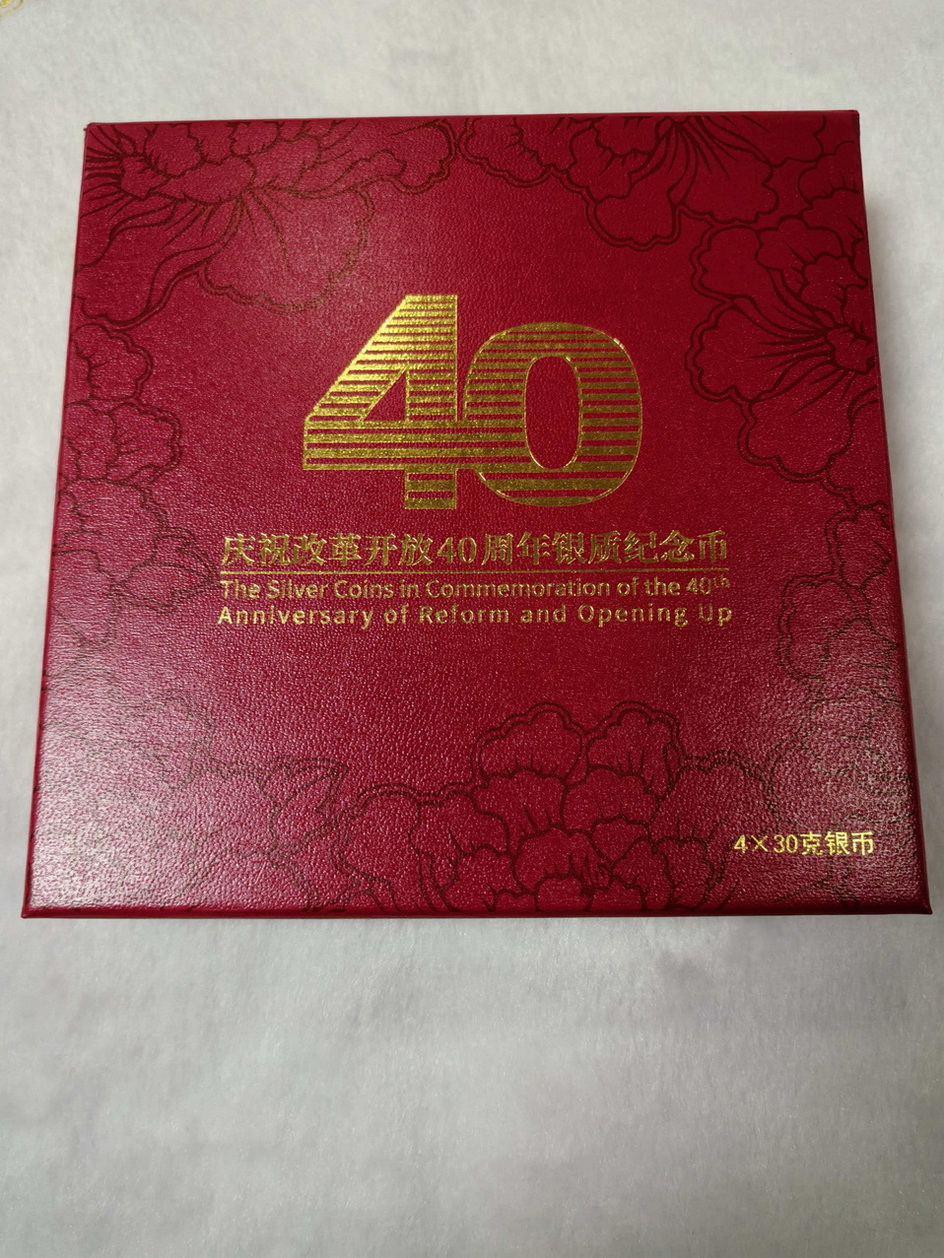 40
庆祝改革开放40周年银质纪念币
The Silver Coins in Commemoration of the 40th
Anniversary of Reform and Opening Up
4×30克银币